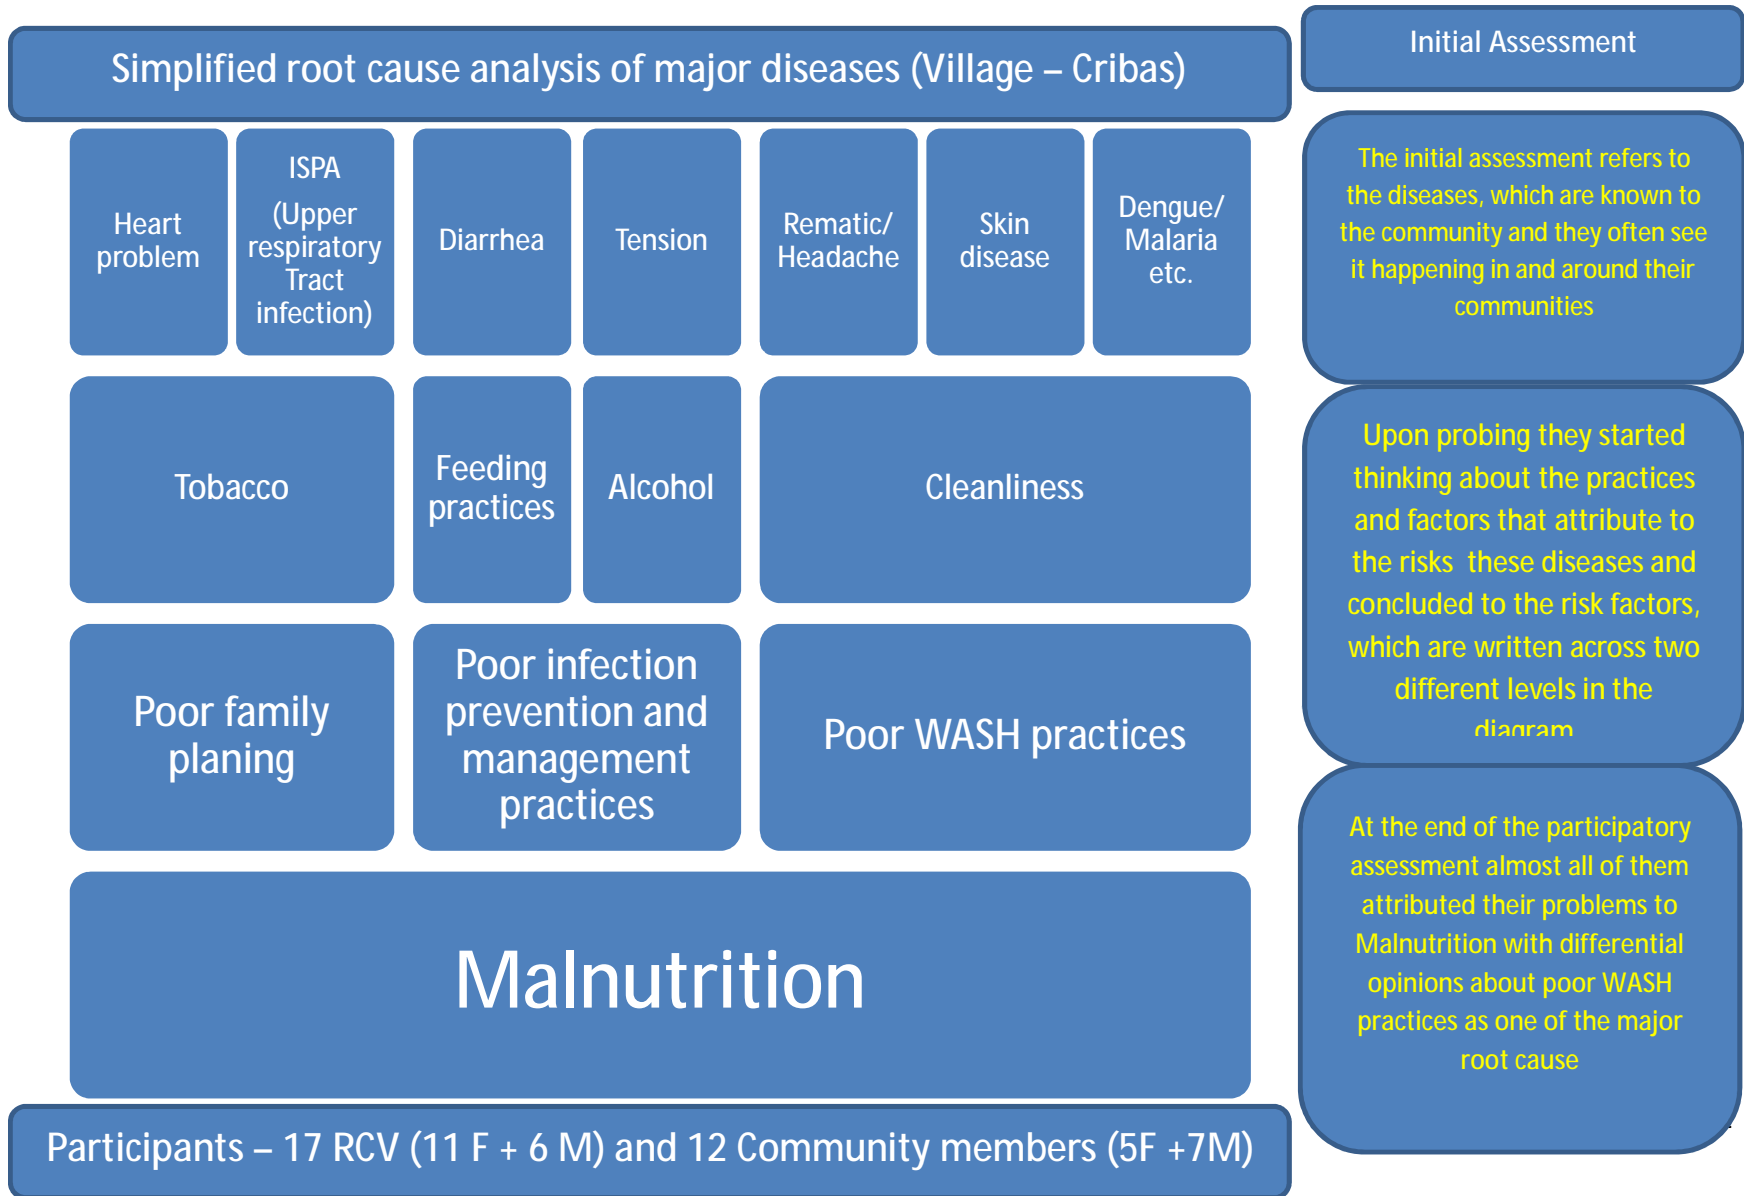 Simplified root cause analysis of major diseases (Village – Cribas)
Initial Assessment
Heart
problem
ISPA
(Upper
respiratory
Tract
infection)
Diarrhea
Tension
Rematic/
Headache
Skin
disease
Dengue/
Malaria
etc.
The initial assessment refers to
the diseases, which are known to
the community and they often see
it happening in and around their
communities
Tobacco
Feeding
practices
Alcohol
Cleanliness
Upon probing they started
thinking about the practices
and factors that attribute to
the risks these diseases and
concluded to the risk factors,
which are written across two
different levels in the
diagram
Poor family
planing
Poor infection
prevention and
management
practices
Poor WASH practices
Malnutrition
At the end of the participatory
assessment almost all of them
attributed their problems to
Malnutrition with differential
opinions about poor WASH
practices as one of the major
root cause
Participants – 17 RCV (11 F + 6 M) and 12 Community members (5F +7M)